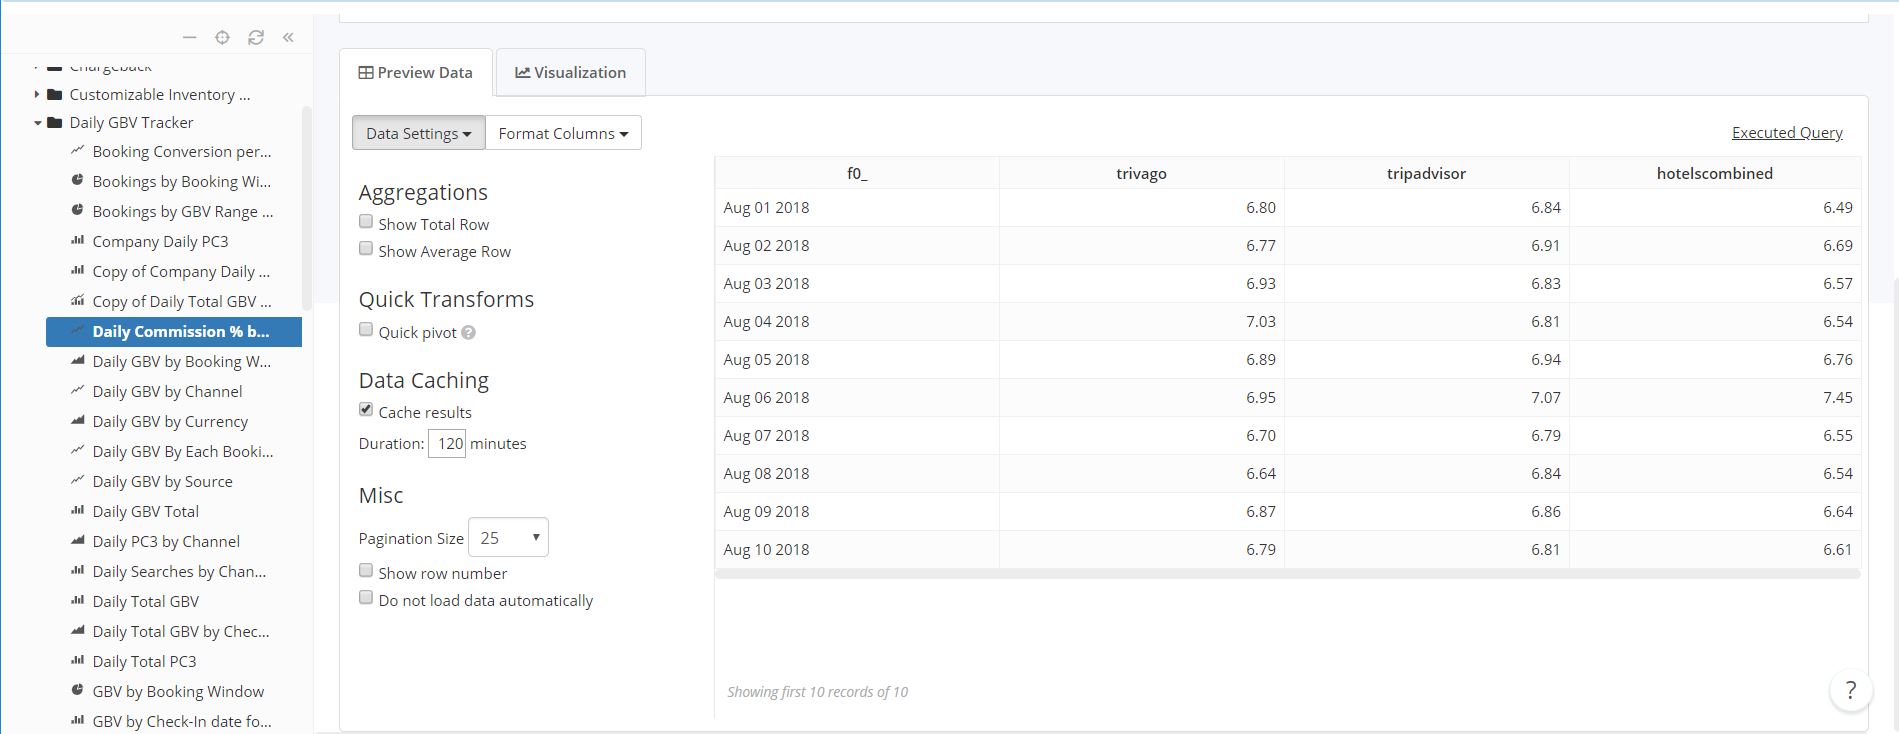 Chargeback
Customizable Inventory ...
Daily GBV Tracker
Booking Conversion per...
Bookings by Booking Wi...
Bookings by GBV Range ...
Company Daily PC3
Copy of Company Daily ...
Copy of Daily Total GBV ...
Daily Commission % b...
Daily GBV by Booking W...
Daily GBV by Channel
Daily GBV by Currency
Daily GBV By Each Booki...
Daily GBV by Source
Daily GBV Total
Daily PC3 by Channel
Daily Searches by Chan...
Daily Total GBV
Daily Total GBV by Chec...
Daily Total PC3
GBV by Booking Window
GBV by Check-In date fo...
Preview Data Visualization
Data Settings Format Columns
Executed Query
Aggregations
Show Total Row
Show Average Row
Quick Transforms
Quick pivot ?
Data Caching
Cache results
Duration: 120 minutes
Misc
Pagination Size 25
Show row number
Do not load data automatically
f0_ trivago tripadvisor hotelscombined
Aug 01 2018 6.80 6.84 6.49
Aug 02 2018 6.77 6.91 6.69
Aug 03 2018 6.93 6.83 6.57
Aug 04 2018 7.03 6.81 6.54
Aug 05 2018 6.89 6.94 6.76
Aug 06 2018 6.95 7.07 7.45
Aug 07 2018 6.70 6.79 6.55
Aug 08 2018 6.64 6.84 6.54
Aug 09 2018 6.87 6.86 6.64
Aug 10 2018 6.79 6.81 6.61
Showing first 10 records of 10
?